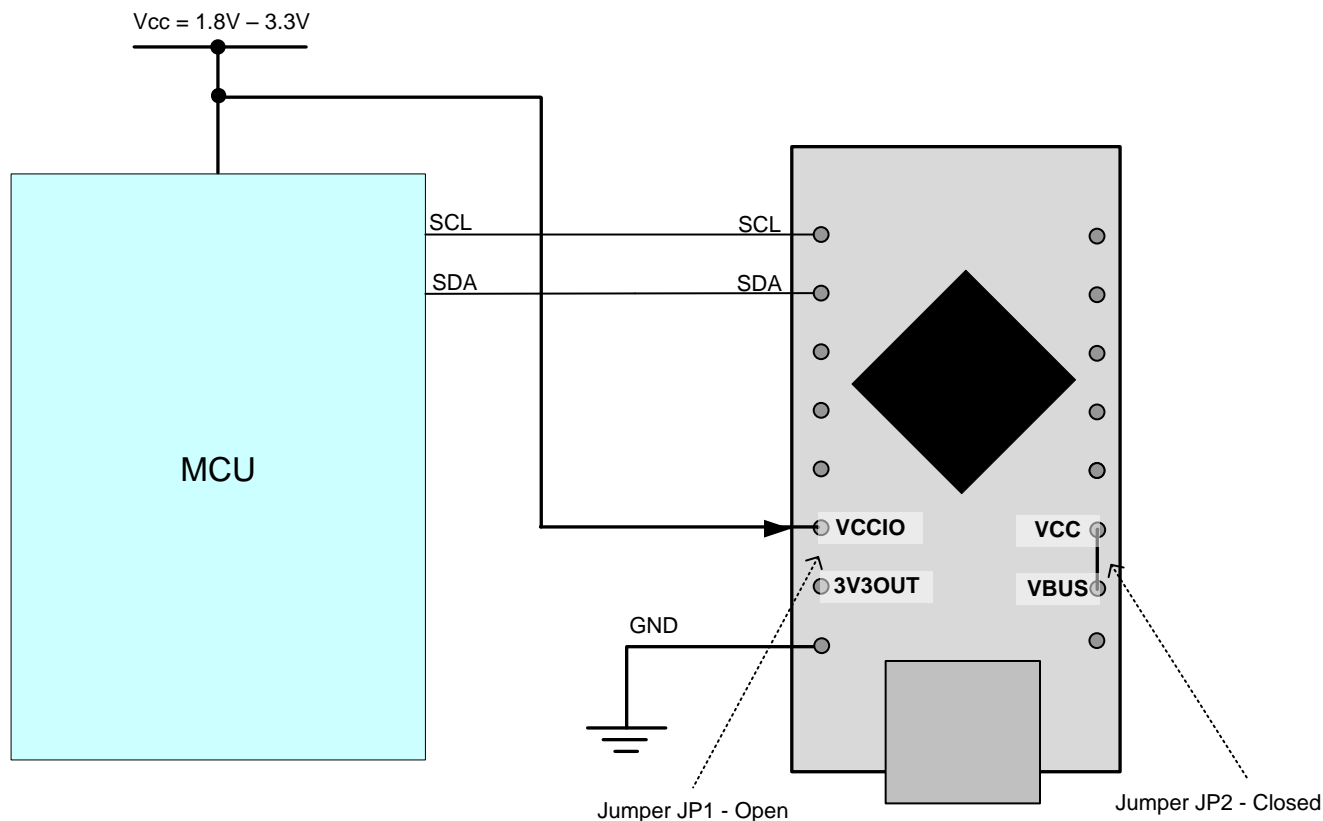 Vcc = 1.8V – 3.3V
SCL
SCL
SDA
SDA
MCU
VCCIO
VCC
3V3OUT
VBUS
GND
Jumper JP1 - Open
Jumper JP2 - Closed